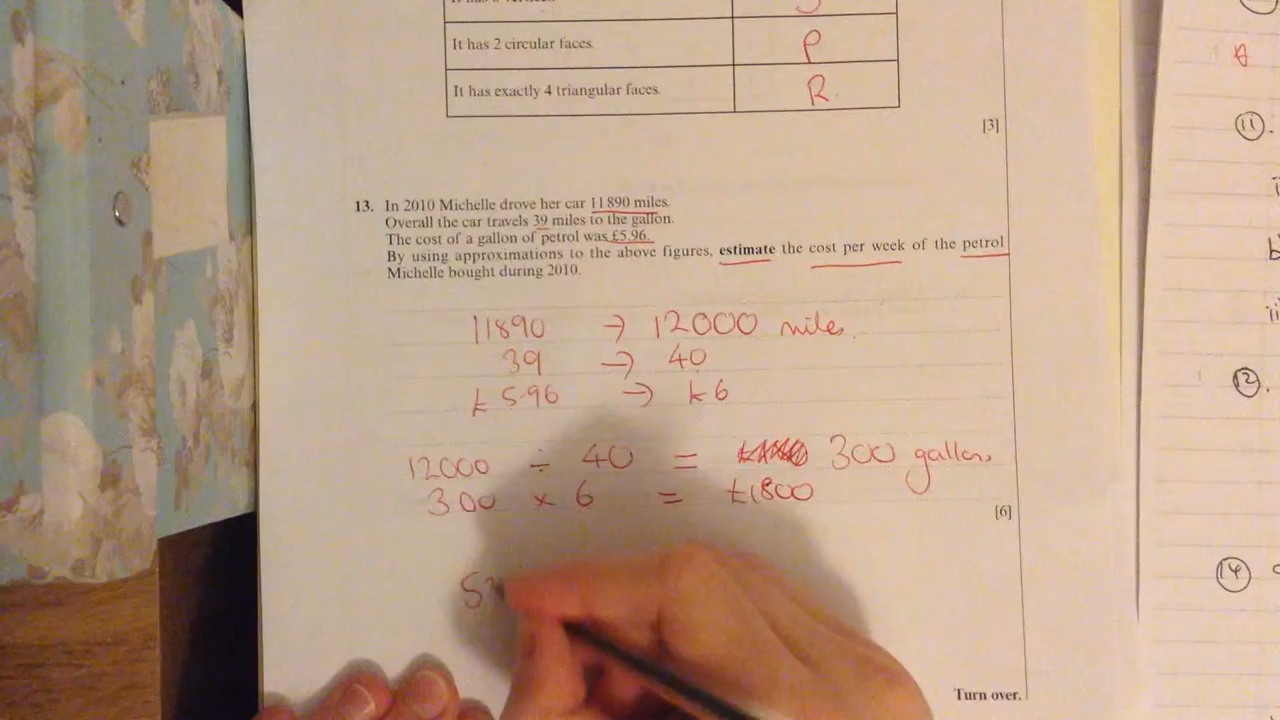 It has 2 circular faces. P
It has exactly 4 triangular faces. R
[3]
13. In 2010 Michelle drove her car 11 890 miles.
Overall the car travels 39 miles to the gallon.
The cost of a gallon of petrol was £5.96.
By using approximations to the above figures, estimate the cost per week of the petrol
Michelle bought during 2010.
11890 → 12000 miles
39 → 40
£5.96 → £6
12000 ÷ 40 = 300 gallons
300 × 6 = £1800
[6]
Turn over.
11.
12.
14